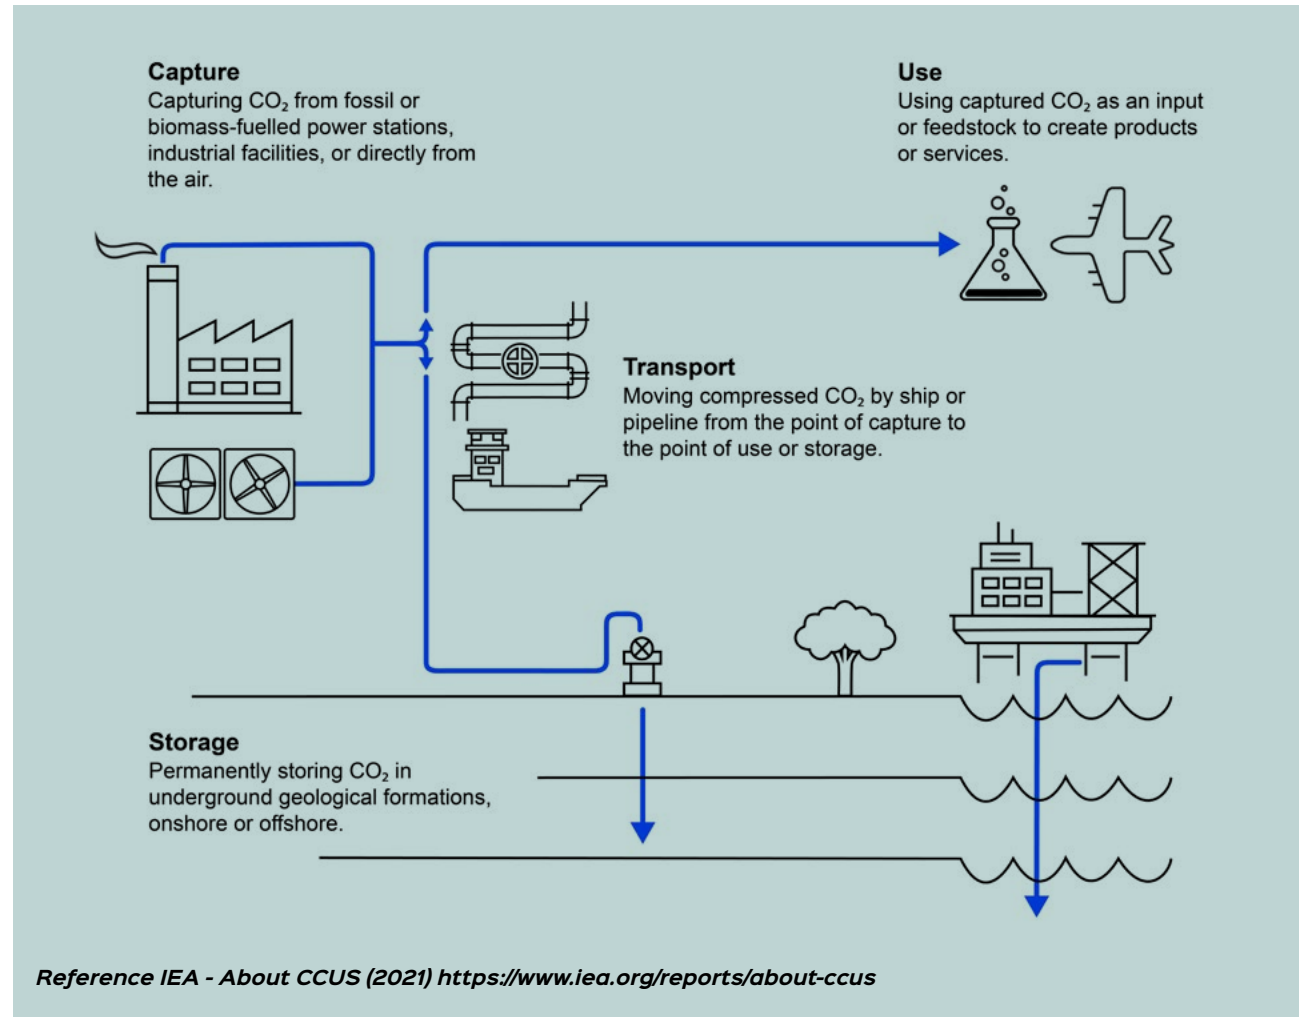 Capture
Capturing CO₂ from fossil or
biomass-fuelled power stations,
industrial facilities, or directly from
the air.
Use
Using captured CO₂ as an input
or feedstock to create products
or services.
Transport
Moving compressed CO₂ by ship or
pipeline from the point of capture to
the point of use or storage.
Storage
Permanently storing CO₂ in
underground geological formations,
onshore or offshore.
Reference IEA - About CCUS (2021) https://www.iea.org/reports/about-ccus